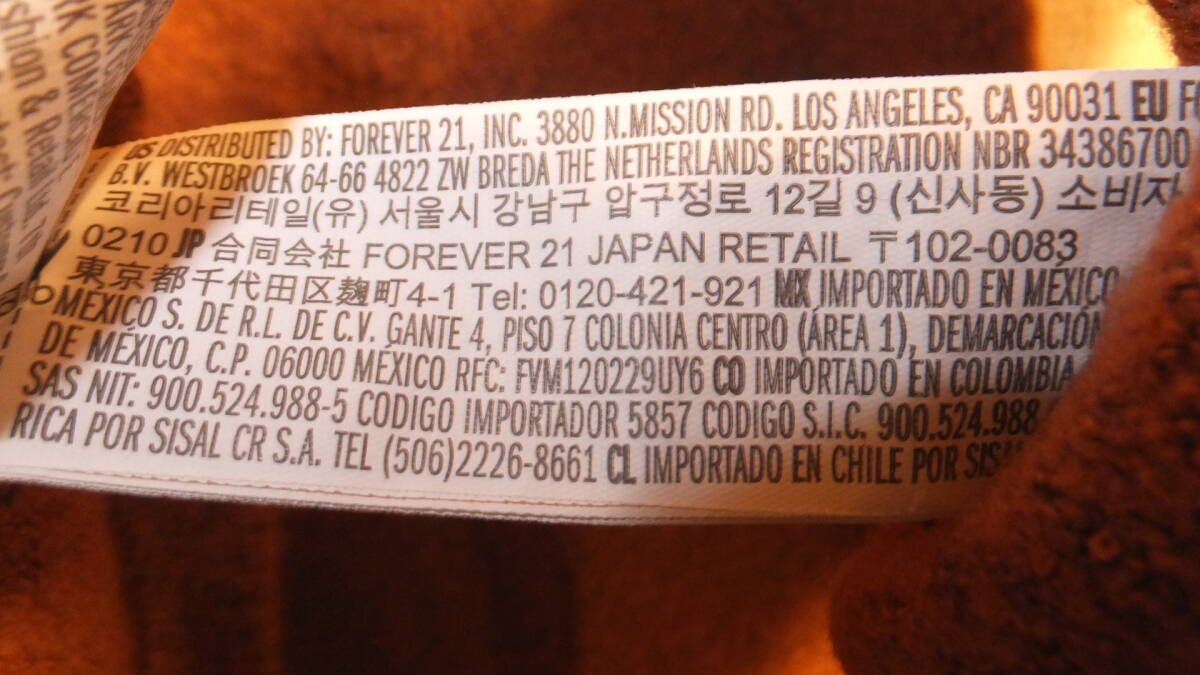 US DISTRIBUTED BY: FOREVER 21, INC. 3880 N.MISSION RD. LOS ANGELES, CA 90031 EU
B.V. WESTBROEK 64-66 4822 ZW BREDA THE NETHERLANDS REGISTRATION NBR 34386700
코리아리테일(유) 서울시 강남구 압구정로 12길 9 (신사동) 소비자
0210 JP 合同会社 FOREVER 21 JAPAN RETAIL 〒102-0083
東京都千代田区麹町4-1 Tel: 0120-421-921 MX IMPORTADO EN MÉXICO
MÉXICO S. DE R.L. DE C.V. GANTE 4, PISO 7 COLONIA CENTRO (ÁREA 1), DEMARCACIÓN
DE MÉXICO, C.P. 06000 MÉXICO RFC: FVM120229UY6 CO IMPORTADO EN COLOMBIA
SAS NIT: 900.524.988-5 CODIGO IMPORTADOR 5857 CODIGO S.I.C. 900.524.988
RICA POR SISAL CR S.A. TEL (506)2226-8661 CL IMPORTADO EN CHILE POR